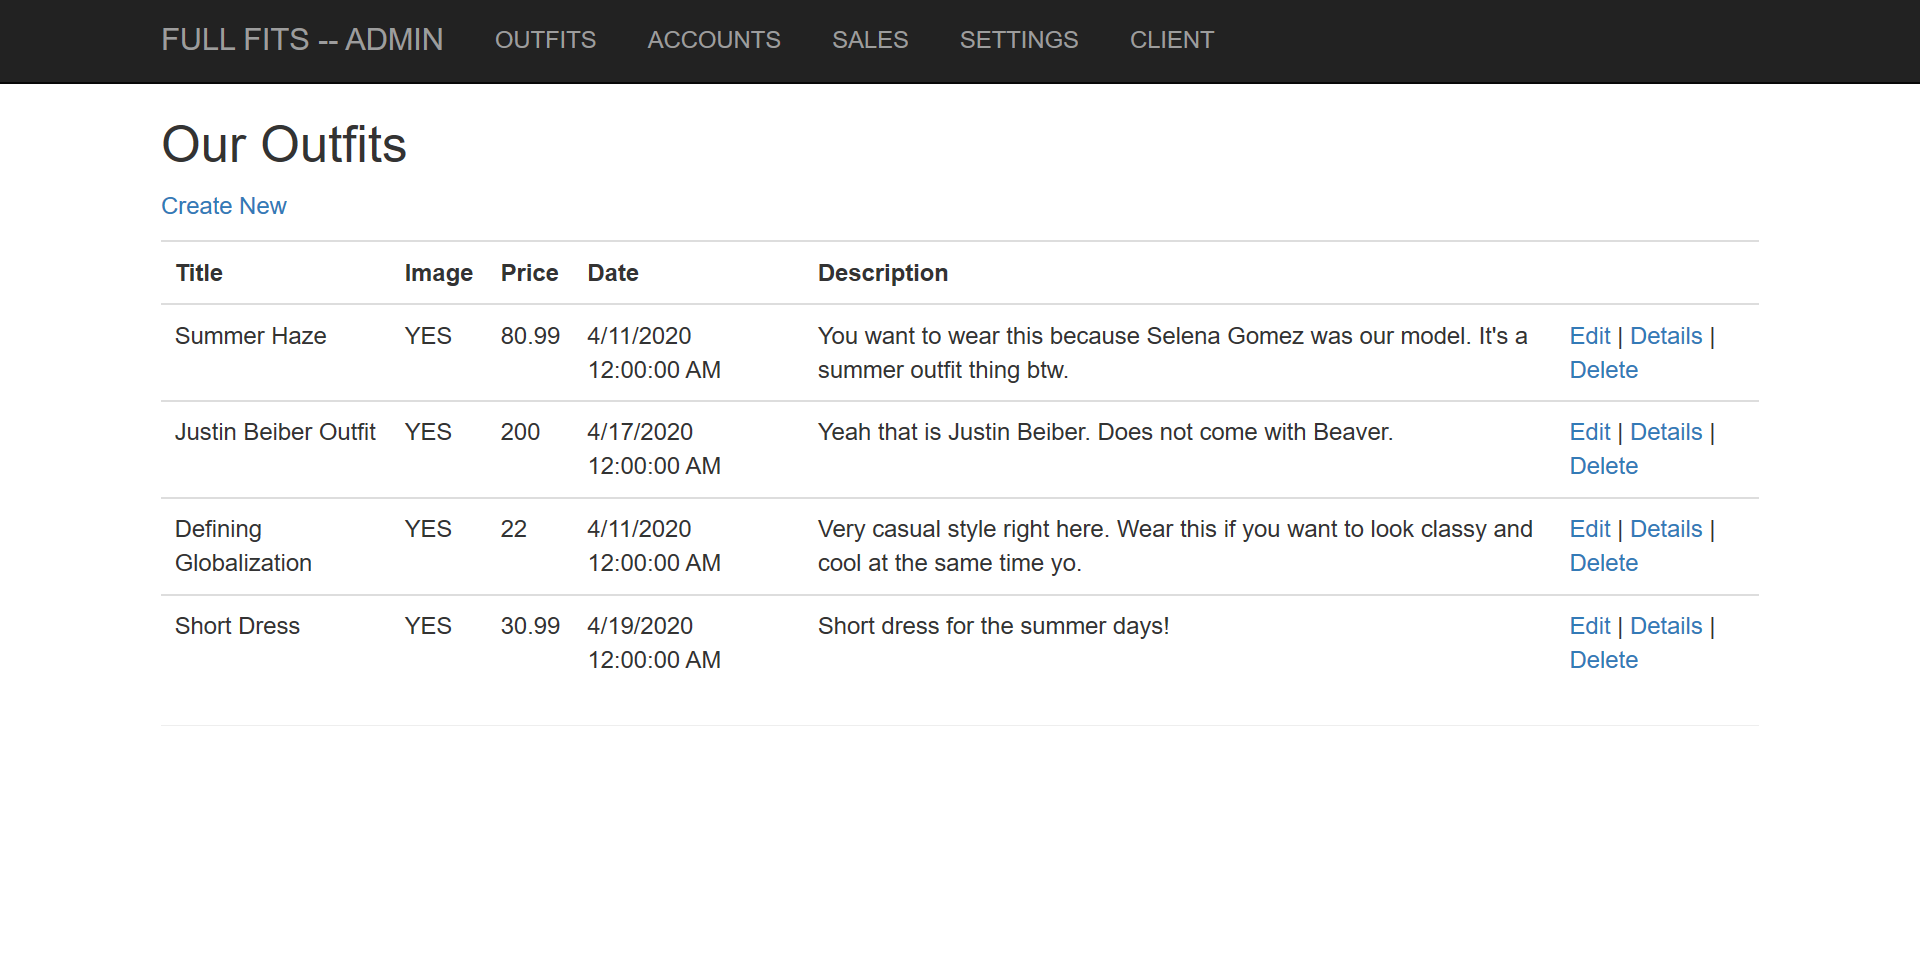 FULL FITS -- ADMIN OUTFITS ACCOUNTS SALES SETTINGS CLIENT
Our Outfits
Create New
Title Image Price Date Description
Summer Haze YES 80.99 4/11/2020 You want to wear this because Selena Gomez was our model. It's a Edit | Details |
12:00:00 AM summer outfit thing btw. Delete
Justin Beiber Outfit YES 200 4/17/2020 Yeah that is Justin Beiber. Does not come with Beaver. Edit | Details |
12:00:00 AM Delete
Defining YES 22 4/11/2020 Very casual style right here. Wear this if you want to look classy and Edit | Details |
Globalization 12:00:00 AM cool at the same time yo. Delete
Short Dress YES 30.99 4/19/2020 Short dress for the summer days! Edit | Details |
12:00:00 AM Delete